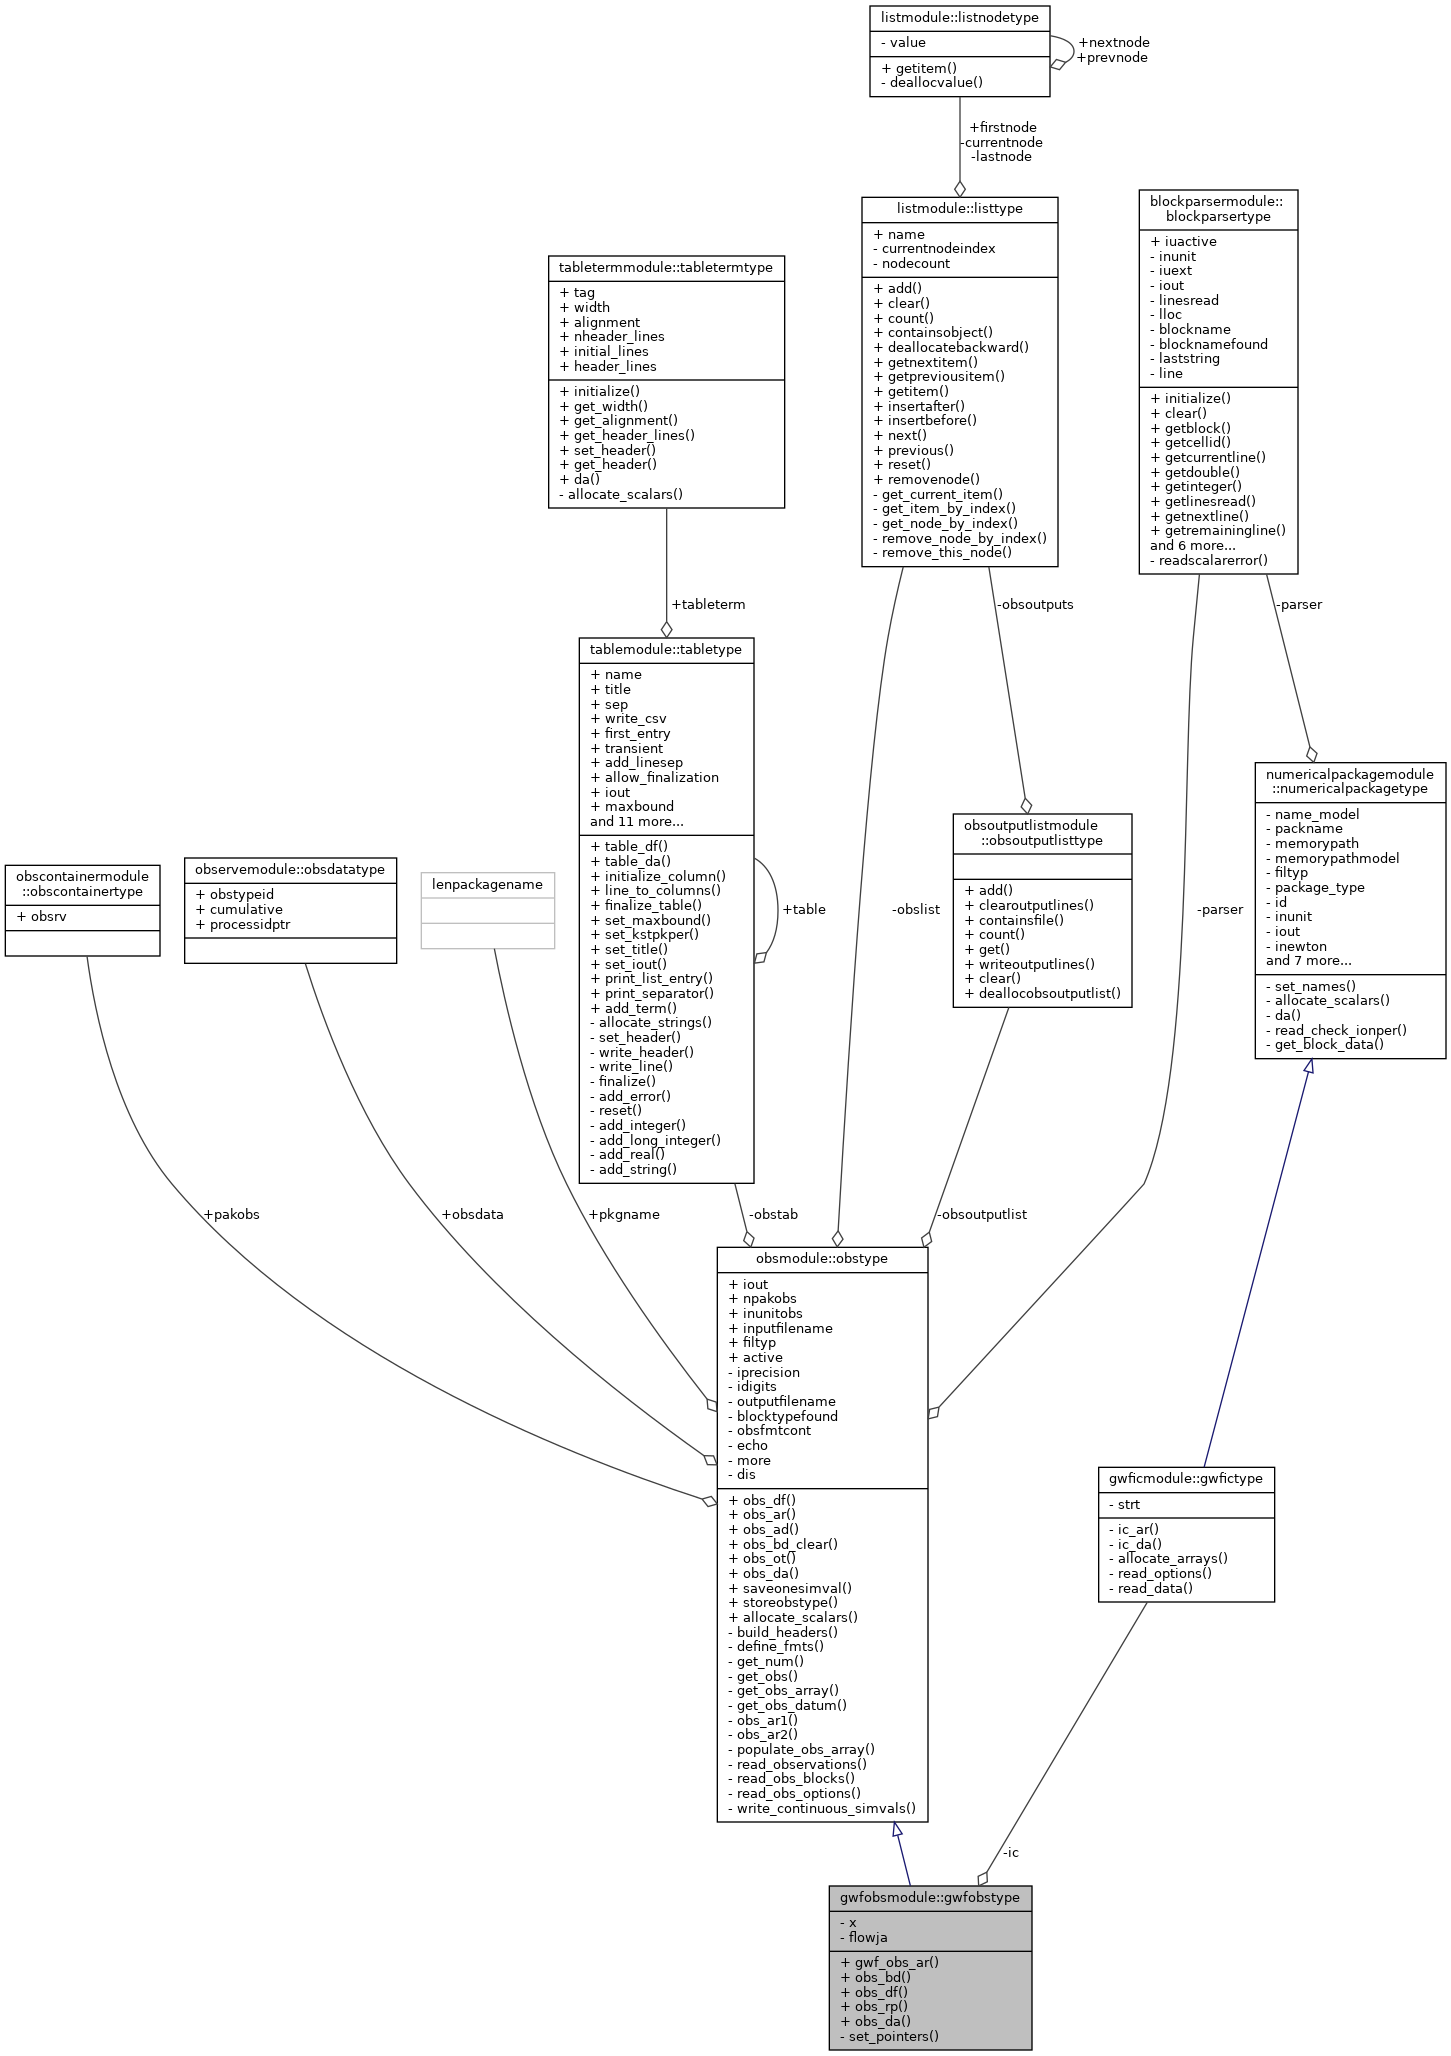 listmodule::listnodetype
- value
+ getitem()
- deallocvalue()
+nextnode
+prevnode
+firstnode
-currentnode
-lastnode
listmodule::listtype
+ name
- currentnodeindex
- nodecount
+ add()
+ clear()
+ count()
+ containsobject()
+ deallocatebackward()
+ getnextitem()
+ getpreviousitem()
+ getitem()
+ insertafter()
+ insertbefore()
+ next()
+ previous()
+ reset()
+ removenode()
- get_current_item()
- get_item_by_index()
- get_node_by_index()
- remove_node_by_index()
- remove_this_node()
blockparsermodule::
blockparsertype
+ iuactive
- inunit
- iuext
- iout
- linesread
- lloc
- blockname
- blocknamefound
- laststring
- line
+ initialize()
+ clear()
+ getblock()
+ getcellid()
+ getcurrentline()
+ getdouble()
+ getinteger()
+ getlinesread()
+ getnextline()
+ getremainingline()
and 6 more...
- readscalarerror()
tabletermmodule::tabletermtype
+ tag
+ width
+ alignment
+ nheader_lines
+ initial_lines
+ header_lines
+ initialize()
+ get_width()
+ get_alignment()
+ get_header_lines()
+ set_header()
+ get_header()
+ da()
- allocate_scalars()
+tableterm
-obsoutputs
-parser
tablemodule::tabletype
+ name
+ title
+ sep
+ write_csv
+ first_entry
+ transient
+ add_linesep
+ allow_finalization
+ iout
+ maxbound
and 11 more...
+ table_df()
+ table_da()
+ initialize_column()
+ line_to_columns()
+ finalize_table()
+ set_maxbound()
+ set_kstpkper()
+ set_title()
+ set_iout()
+ print_list_entry()
+ print_separator()
+ add_term()
- allocate_strings()
- set_header()
- write_header()
- write_line()
- finalize()
- add_error()
- reset()
- add_integer()
- add_long_integer()
- add_real()
- add_string()
+table
-obslist
-parser
numericalpackagemodule
::numericalpackagetype
- name_model
- packname
- memorypath
- memorypathmodel
- filtyp
- package_type
- id
- inunit
- iout
- inewton
and 7 more...
- set_names()
- allocate_scalars()
- da()
- read_check_ionper()
- get_block_data()
obsoutputlistmodule
::obsoutputlisttype
+ add()
+ clearoutputlines()
+ containsfile()
+ count()
+ get()
+ writeoutputlines()
+ clear()
+ deallocobsoutputlist()
obscontainermodule
::obscontainertype
+ obsrv
observemodule::obsdatatype
+ obstypeid
+ cumulative
+ processidptr
lenpackagename
+pakobs
+obsdata
+pkgname
-obstab
-obsoutputlist
obsmodule::obstype
+ iout
+ npakobs
+ inunitobs
+ inputfilename
+ filtyp
+ active
- iprecision
- idigits
- outputfilename
- blocktypefound
- obsfmtcont
- echo
- more
- dis
+ obs_df()
+ obs_ar()
+ obs_ad()
+ obs_bd_clear()
+ obs_ot()
+ obs_da()
+ saveonesimval()
+ storeobstype()
+ allocate_scalars()
- build_headers()
- define_fmts()
- get_num()
- get_obs()
- get_obs_array()
- get_obs_datum()
- obs_ar1()
- obs_ar2()
- populate_obs_array()
- read_observations()
- read_obs_blocks()
- read_obs_options()
- write_continuous_simvals()
gwficmodule::gwfictype
- strt
- ic_ar()
- ic_da()
- allocate_arrays()
- read_options()
- read_data()
-ic
gwfobsmodule::gwfobstype
- x
- flowja
+ gwf_obs_ar()
+ obs_bd()
+ obs_df()
+ obs_rp()
+ obs_da()
- set_pointers()